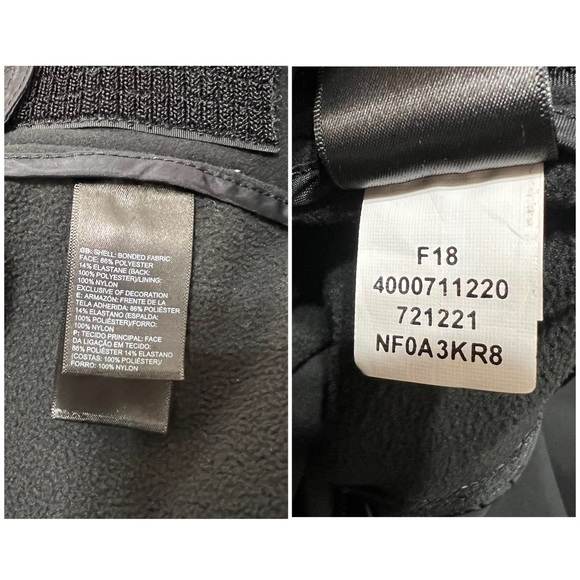 GB: SHELL: BONDED FABRIC
FACE: 86% POLYESTER
14% ELASTANE (BACK:
100% POLYESTER)/LINING:
100% NYLON
EXCLUSIVE OF DECORATION
E: ARMAZÓN: FRENTE DE LA
TELA ADHERIDA: 86% POLIÉSTER
14% ELASTANO (ESPALDA:
100% POLIÉSTER)/FORRO:
100% NYLON
P: TECIDO PRINCIPAL: FACE
DA LIGAÇÃO EM TECIDO:
86% POLIÉSTER 14% ELASTANO
(COSTAS: 100% POLIÉSTER)/
FORRO: 100% NYLON
F18
4000711220
721221
NF0A3KR8